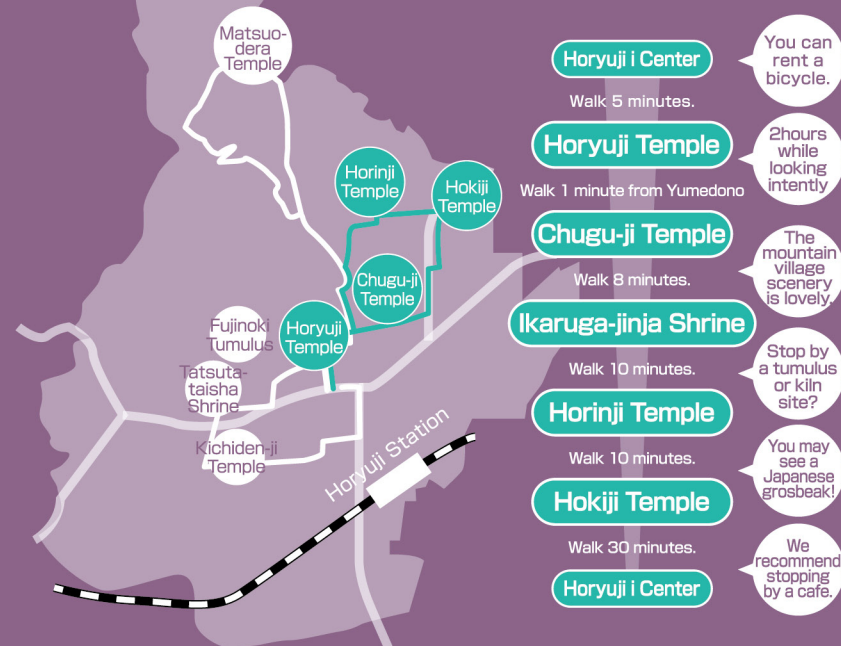 Matsuo-
dera
Temple
Horinji
Temple
Hokiji
Temple
Chugu-ji
Temple
Fujinoki
Tumulus
Horyuji
Temple
Tatsuta-
taisha
Shrine
Kichiden-ji
Temple
Horyuji Station
Horyuji i Center
You can
rent a
bicycle.
Walk 5 minutes.
Horyuji Temple
2hours
while
looking
intently
Walk 1 minute from Yumedono
Chugu-ji Temple
The
mountain
village
scenery
is lovely.
Walk 8 minutes.
Ikaruga-jinja Shrine
Stop by
a tumulus
or kiln
site?
Walk 10 minutes.
Horinji Temple
You may
see a
Japanese
grosbeak!
Walk 10 minutes.
Hokiji Temple
We
recommend
stopping
by a cafe.
Walk 30 minutes.
Horyuji i Center